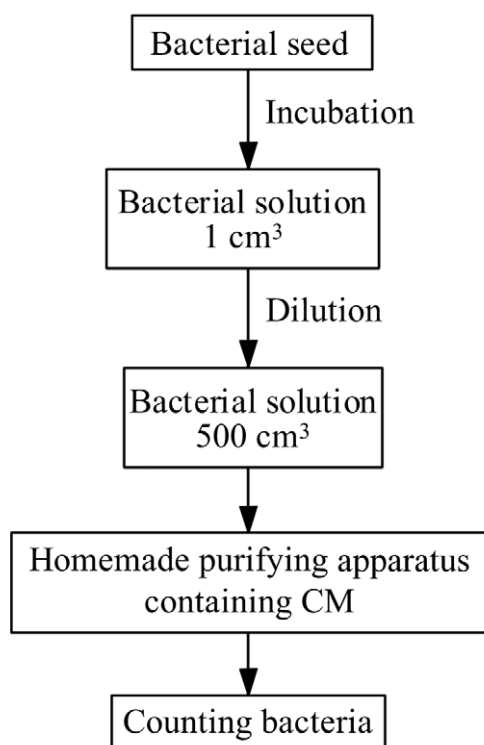 Bacterial seed
Incubation
Bacterial solution
1 cm³
Dilution
Bacterial solution
500 cm³
Homemade purifying apparatus
containing CM
Counting bacteria